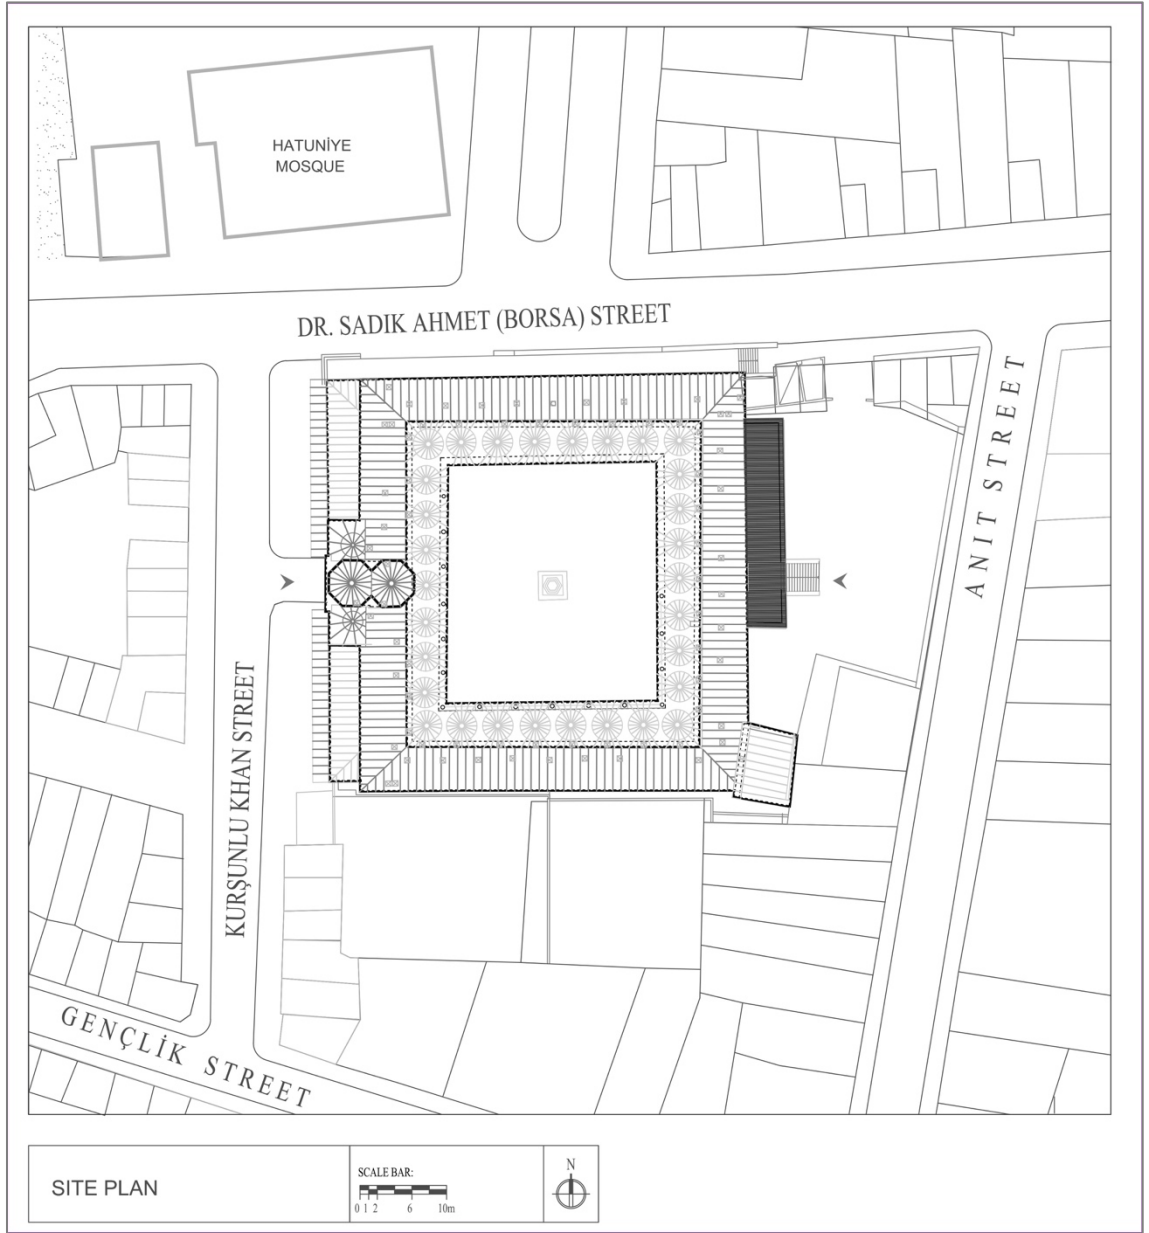 HATUNİYE
MOSQUE
DR. SADIK AHMET (BORSA) STREET
ANIT STREET
KURŞUNLU KHAN STREET
GENÇLİK STREET
SITE PLAN
SCALE BAR:
0 1 2 6 10m
N